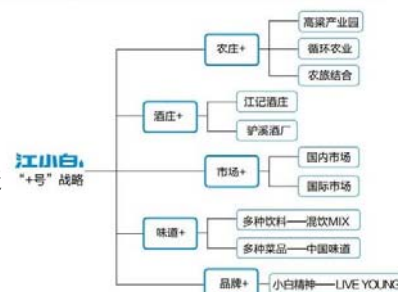 江小白
“+号”战略
农庄+
高粱产业园
循环农业
农旅结合
酒庄+
江记酒庄
驴溪酒厂
市场+
国内市场
国际市场
味道+
多种饮料——混饮MIX
多种菜品——中国味道
品牌+
小白精神——LIVE YOUNG